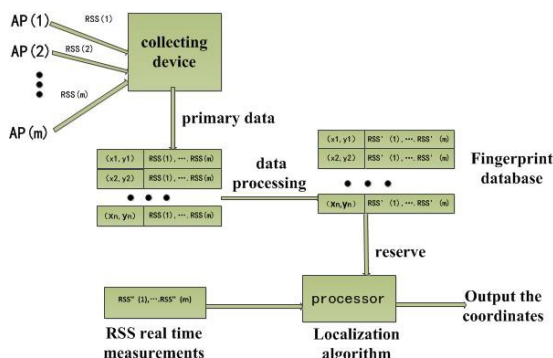 AP(1)
RSS(1)
AP(2)
RSS(2)
RSS(m)
AP(m)
collecting
device
primary data
(x1, y1) RSS(1),….RSS(m)
(x2, y2) RSS(1),….RSS(m)
(xn, yn) RSS(1),….RSS(m)
data
processing
(x1, y1) RSS' (1),….RSS' (m)
(x2, y2) RSS' (1),….RSS' (m)
(xn, yn) RSS' (1),….RSS' (m)
Fingerprint
database
reserve
RSS" (1),….RSS" (m)
RSS real time
measurements
processor
Localization
algorithm
Output the
coordinates